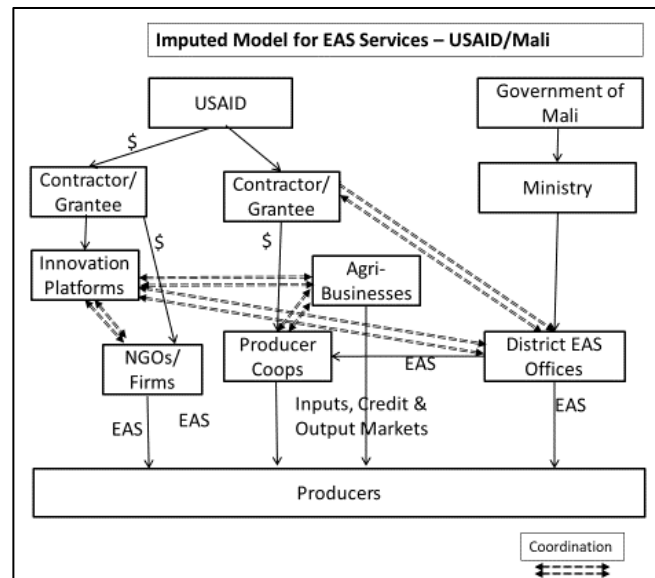 Imputed Model for EAS Services – USAID/Mali
USAID
Government of
Mali
$
Contractor/
Grantee
Contractor/
Grantee
Ministry
$
$
Innovation
Platforms
Agri-
Businesses
NGOs/
Firms
Producer
Coops
EAS
District EAS
Offices
EAS
EAS
Inputs, Credit &
Output Markets
EAS
Producers
Coordination